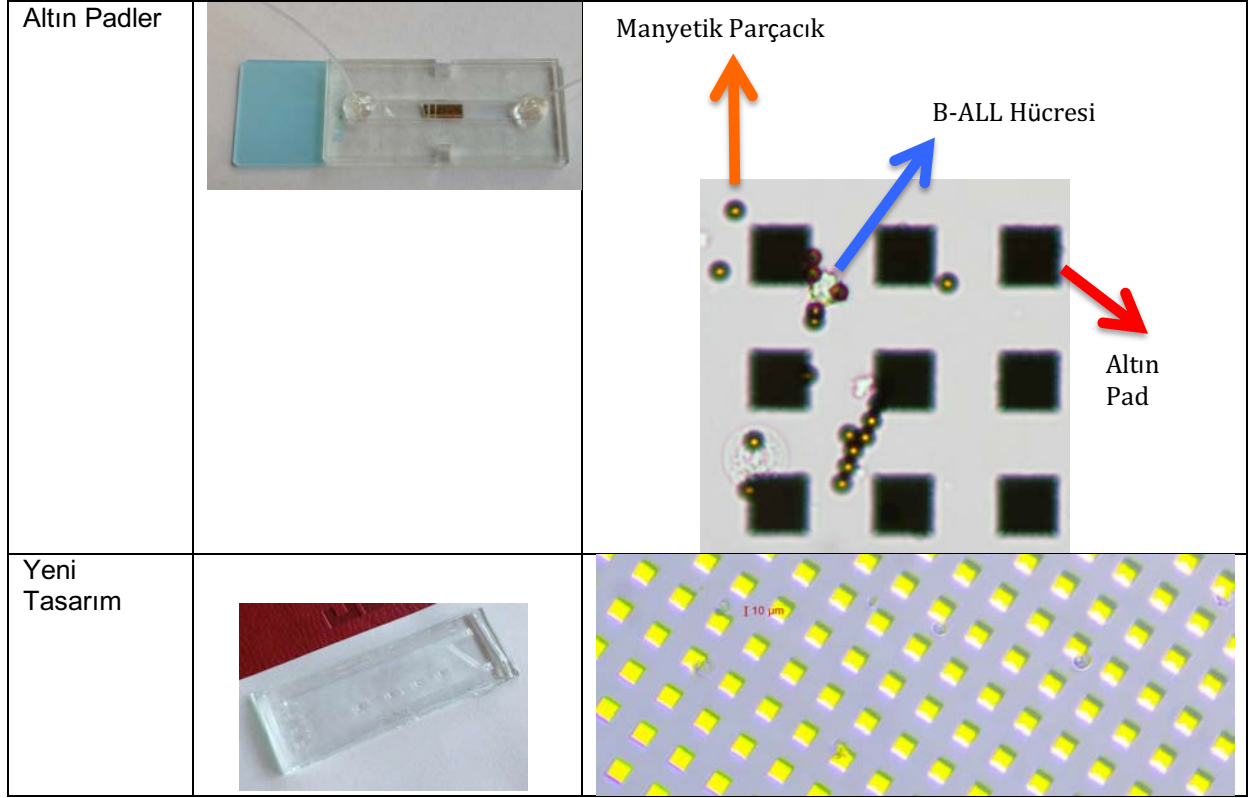 Altın Padler
Manyetik Parçacık
B-ALL Hücresi
Altın
Pad
Yeni
Tasarım
10 µm